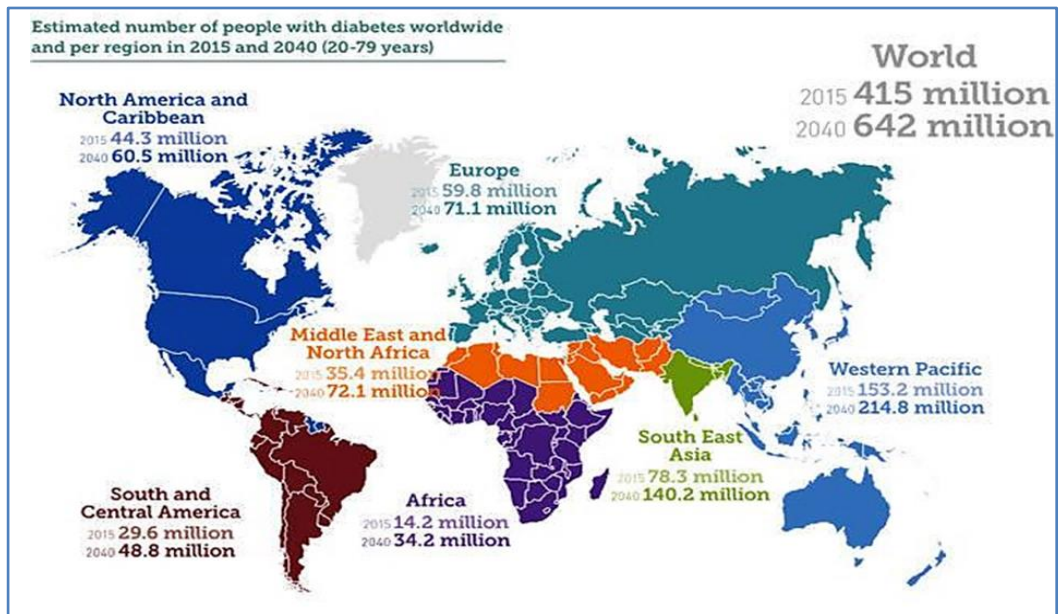 Estimated number of people with diabetes worldwide
and per region in 2015 and 2040 (20-79 years)
World
2015 415 million
2040 642 million
North America and
Caribbean
2015 44.3 million
2040 60.5 million
Europe
2015 59.8 million
2040 71.1 million
Middle East and
North Africa
2015 35.4 million
2040 72.1 million
Western Pacific
2015 153.2 million
2040 214.8 million
South East
Asia
2015 78.3 million
2040 140.2 million
South and
Central America
2015 29.6 million
2040 48.8 million
Africa
2015 14.2 million
2040 34.2 million